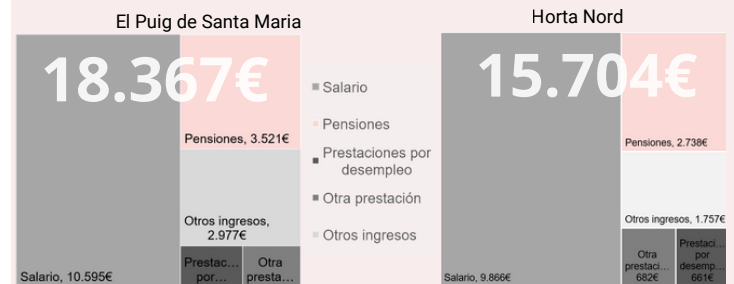 El Puig de Santa Maria
18.367€
Pensiones, 3.521€
Otros ingresos,
2.977€
Salario, 10.595€
Prestac...
por...
Otra
presta...
Salario
Pensiones
Prestaciones por
desempleo
Otra prestación
Otros ingresos
Horta Nord
15.704€
Pensiones, 2.738€
Otros ingresos, 1.757€
Salario, 9.866€
Otra
prestaci...
682€
Prestaci...
por
desemp...
661€